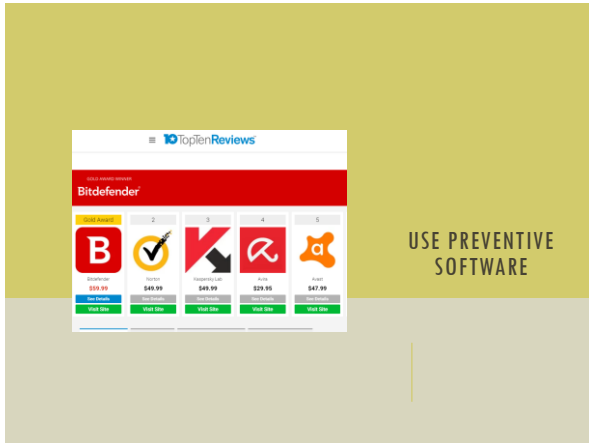 10 TopTenReviews
GOLD AWARD WINNER
Bitdefender
Gold Award 2 3 4 5
B a
Bitdefender Norton Kaspersky Lab Avira Avast
$59.99 $49.99 $49.99 $29.95 $47.99
See Details See Details See Details See Details See Details
Visit Site Visit Site Visit Site Visit Site Visit Site
USE PREVENTIVE
SOFTWARE